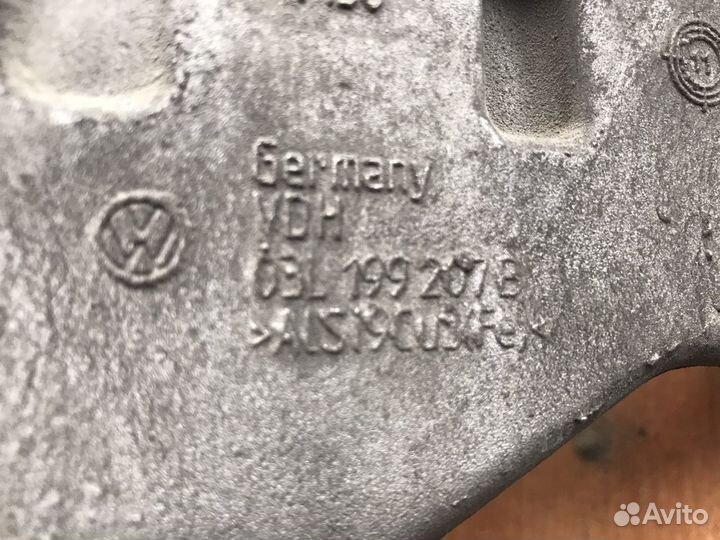 Germany
VDH
03L 199 207 B
>AlSi9Cu3(Fe)<
Avito